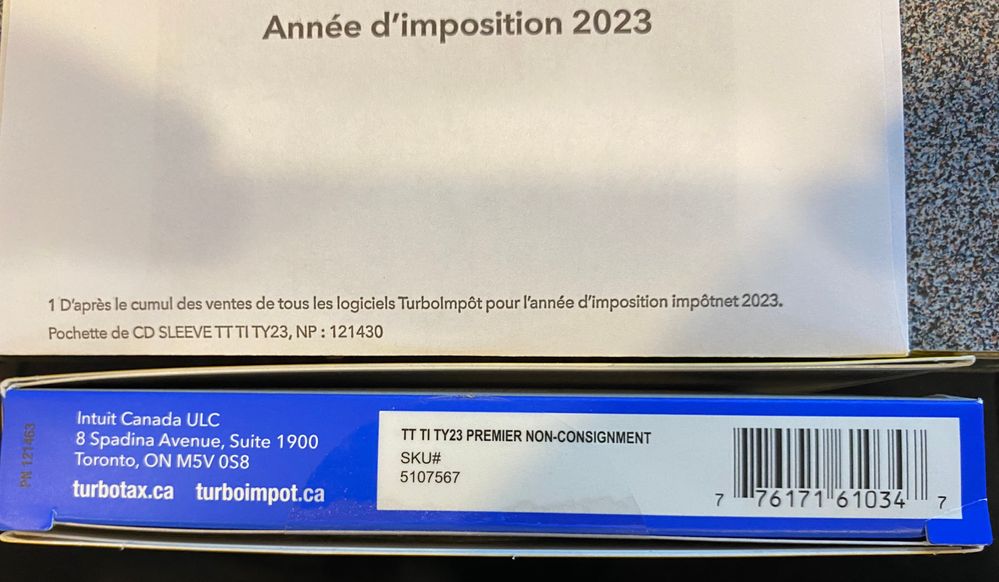 Année d'imposition 2023
1 D'après le cumul des ventes de tous les logiciels TurboImpôt pour l'année d'imposition impôtnet 2023.
Pochette de CD SLEEVE TT TI TY23, NP : 121430
PN 121463
Intuit Canada ULC
8 Spadina Avenue, Suite 1900
Toronto, ON M5V 0S8
turbotax.ca turboimpot.ca
TT TI TY23 PREMIER NON-CONSIGNMENT
SKU#
5107567
7 76171 61034 7